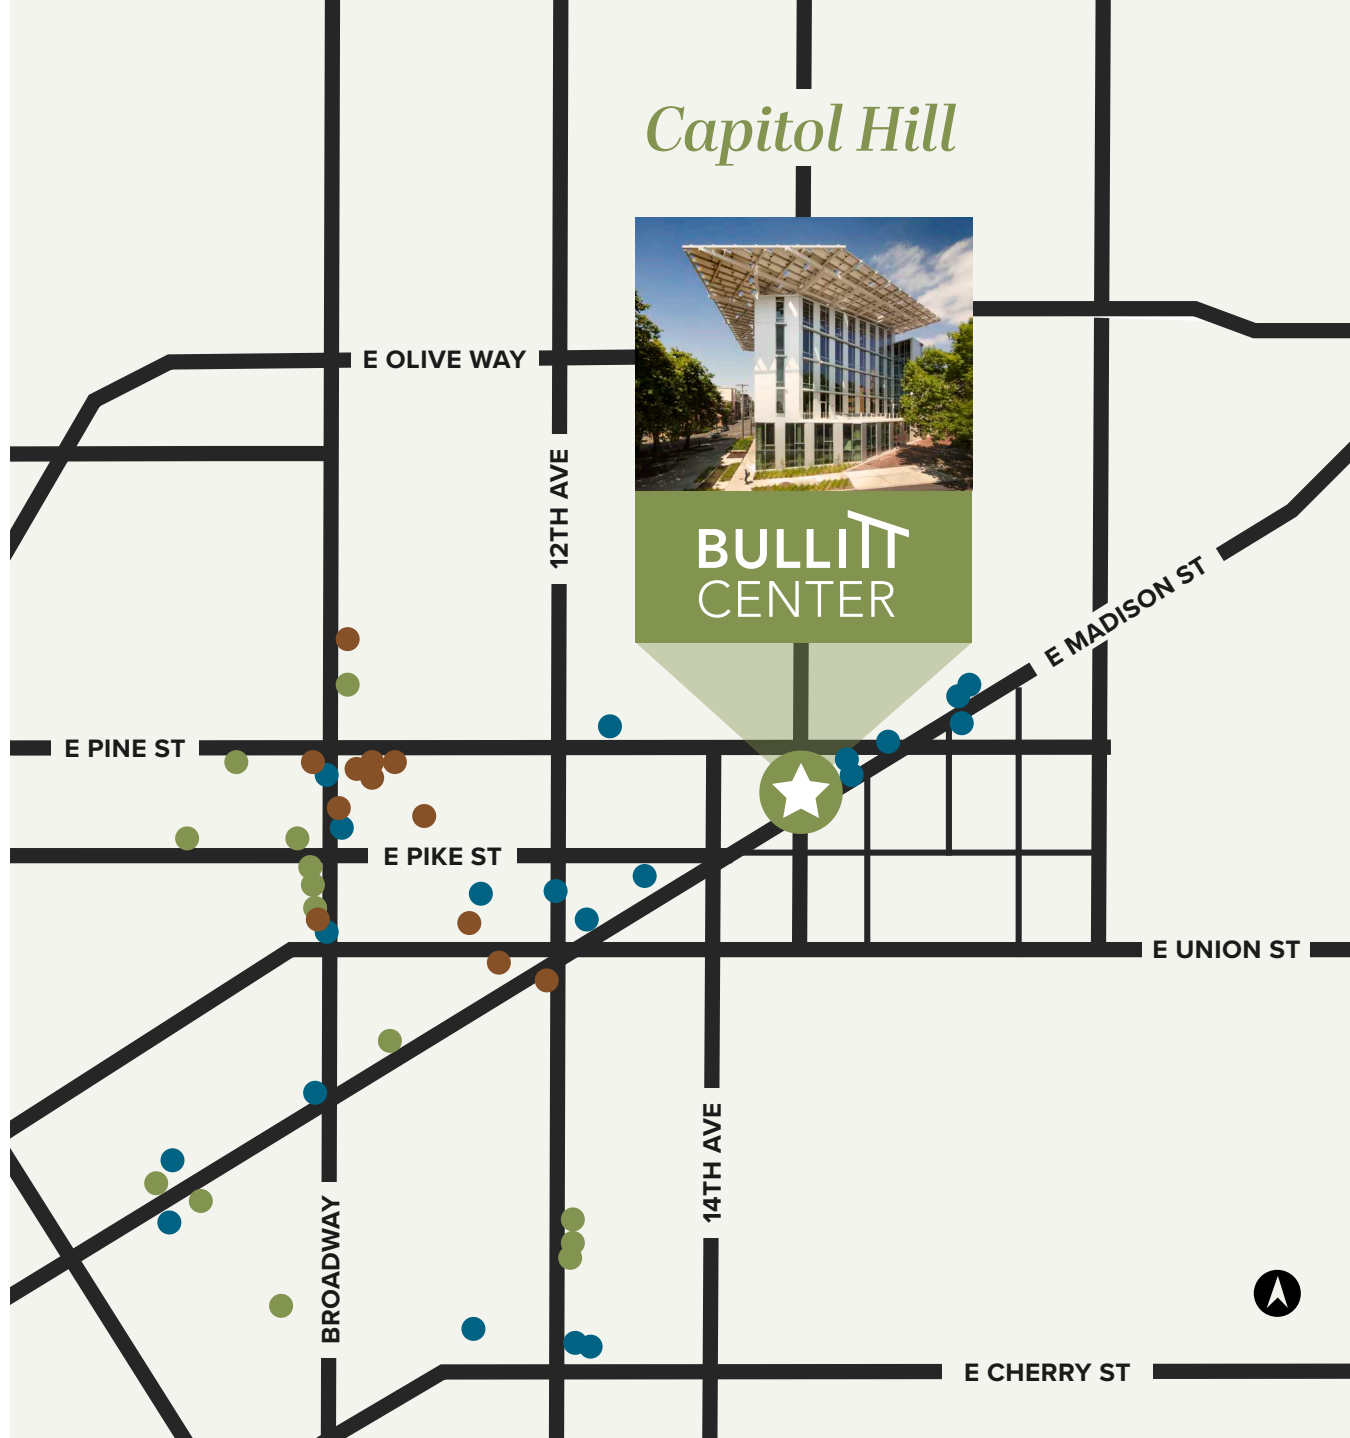 Capitol Hill
E OLIVE WAY
12TH AVE
BULLITT
CENTER
E MADISON ST
E PINE ST
E PIKE ST
E UNION ST
14TH AVE
BROADWAY
E CHERRY ST